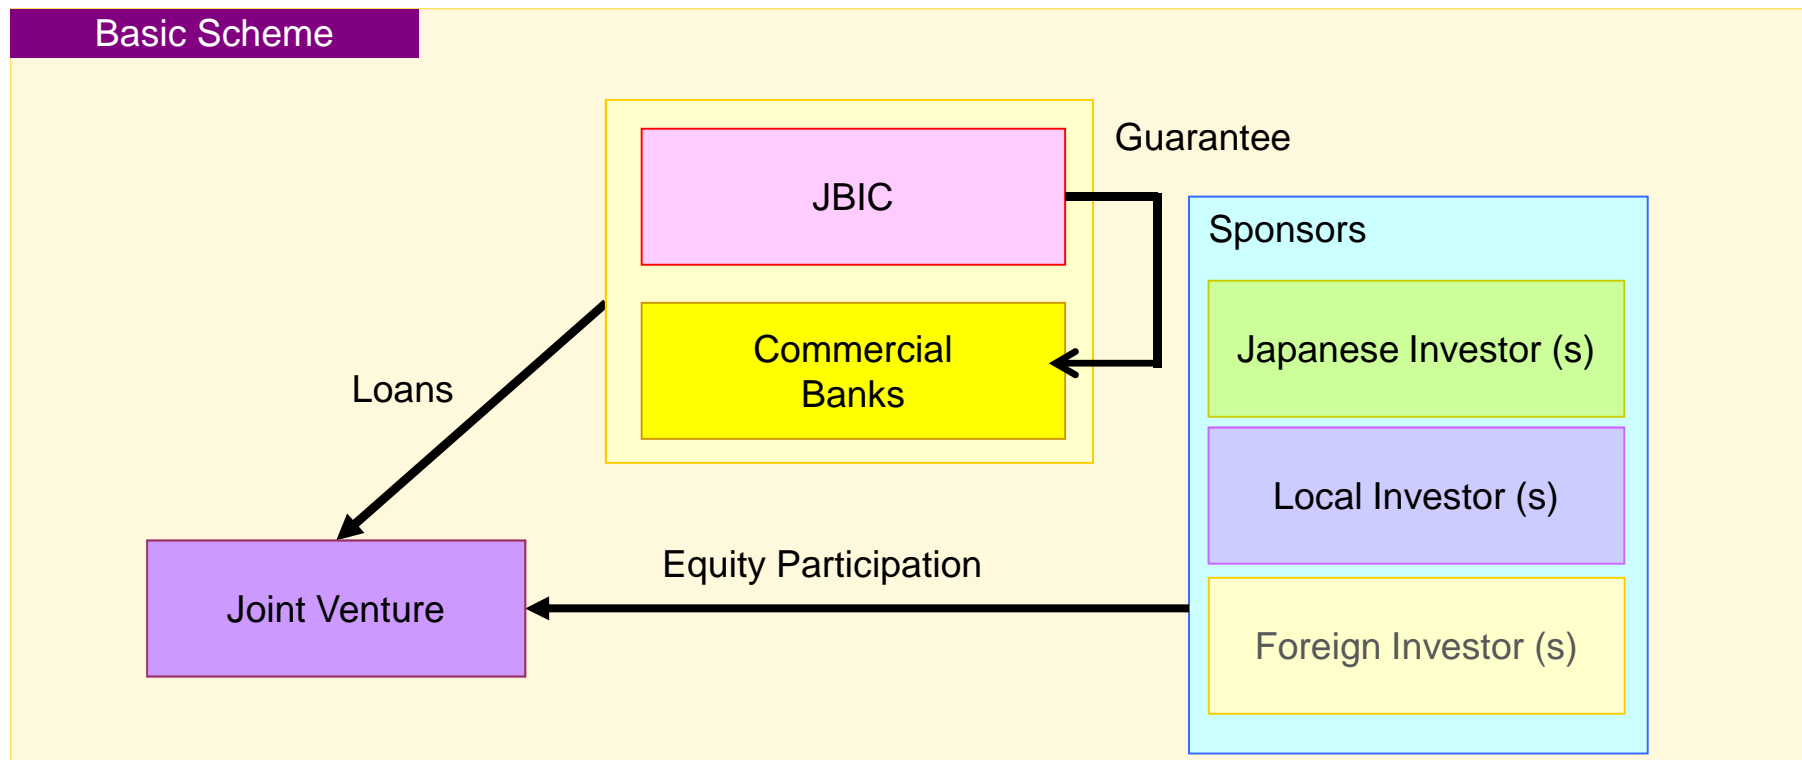 Basic Scheme
JBIC
Guarantee
Sponsors
Commercial
Banks
Japanese Investor (s)
Loans
Local Investor (s)
Equity Participation
Joint Venture
Foreign Investor (s)